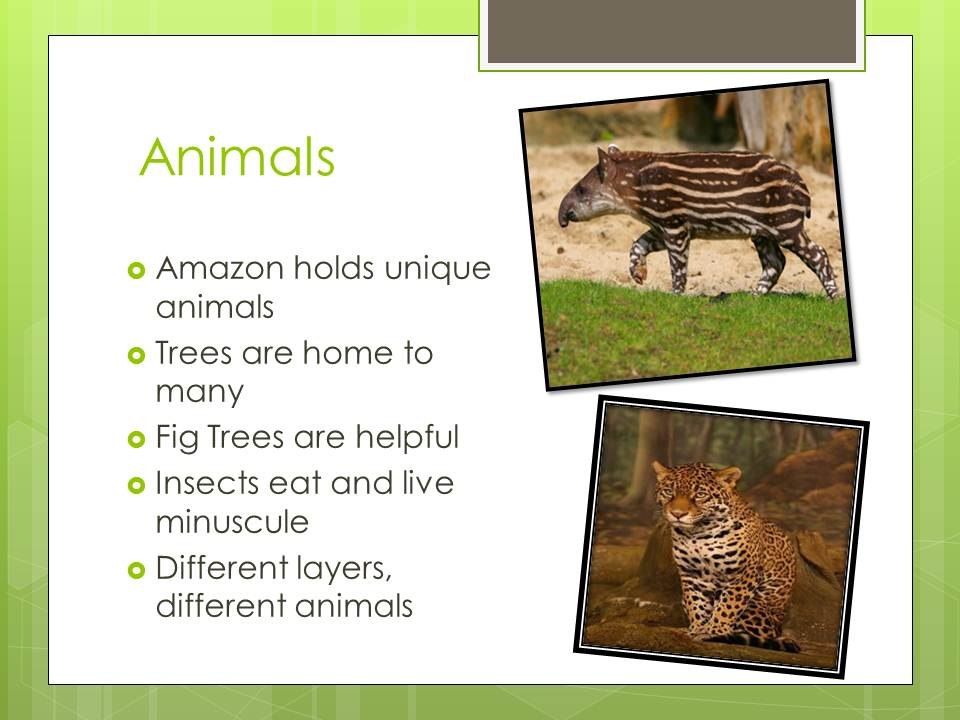 Animals
Amazon holds unique
animals
Trees are home to
many
Fig Trees are helpful
Insects eat and live
minuscule
Different layers,
different animals